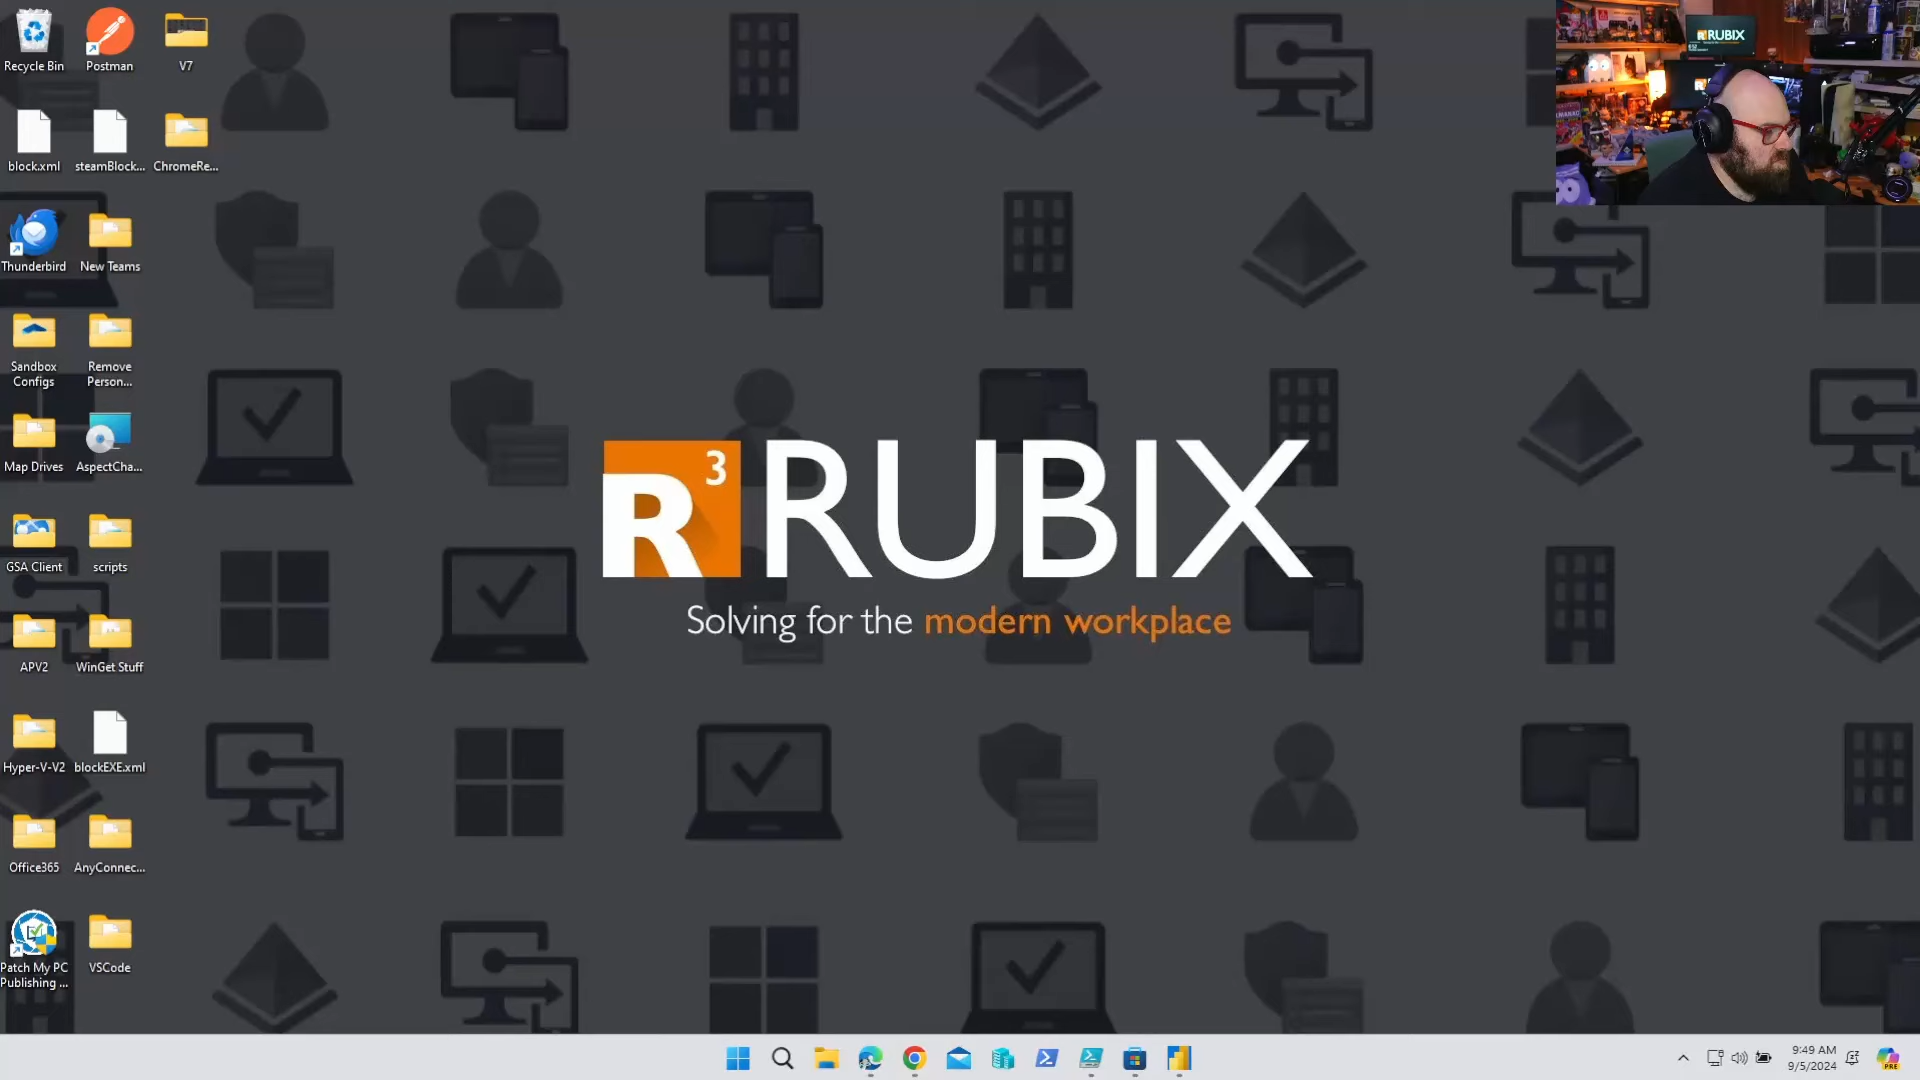 Recycle Bin
Postman
V7
block.xml
steamBlock...
ChromeRe...
Thunderbird
New Teams
Sandbox
Configs
Remove
Person...
Map Drives
AspectCha...
GSA Client
scripts
APV2
WinGet Stuff
Hyper-V-V2
blockEXE.xml
Office365
AnyConnec...
Patch My PC
Publishing ...
VSCode
R3 RUBIX
Solving for the modern workplace
RUBIX
9:49 AM
9/5/2024
PRE